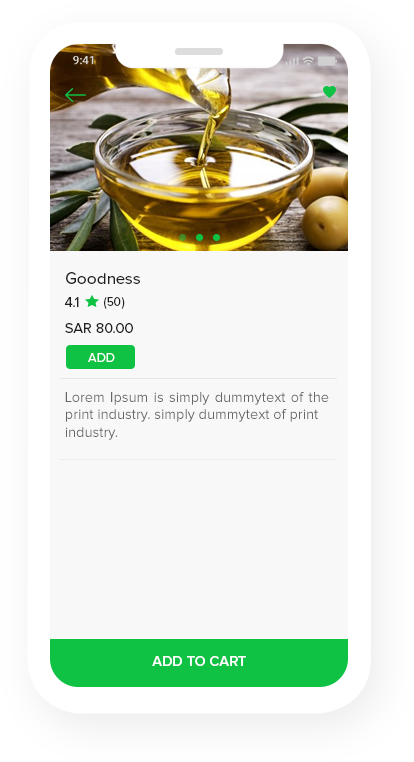 9:41
Goodness
4.1 ★ (50)
SAR 80.00
ADD
Lorem Ipsum is simply dummytext of the
print industry. simply dummytext of print
industry.
ADD TO CART